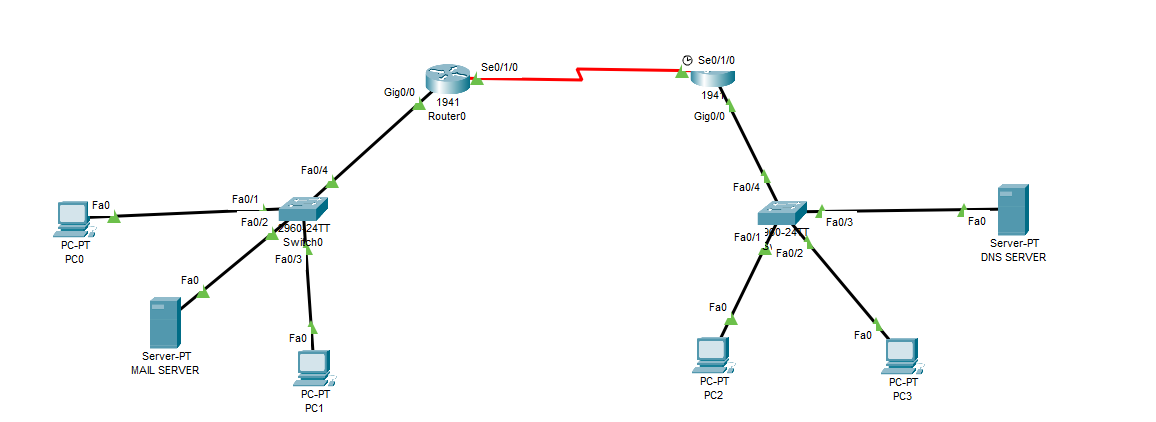 Se0/1/0
Se0/1/0
Gig0/0
1941
Router0
194
Gig0/0
Fa0/4
Fa0/4
Fa0
Fa0/1
Fa0/2
PC-PT
PC0
2960-24TT
Switch0
Fa0/3
Fa0/3
Fa0
960-24TT
Fa0/1
Fa0/2
Server-PT
DNS SERVER
Fa0
Fa0
Fa0
Fa0
Server-PT
MAIL SERVER
PC-PT
PC1
PC-PT
PC2
PC-PT
PC3